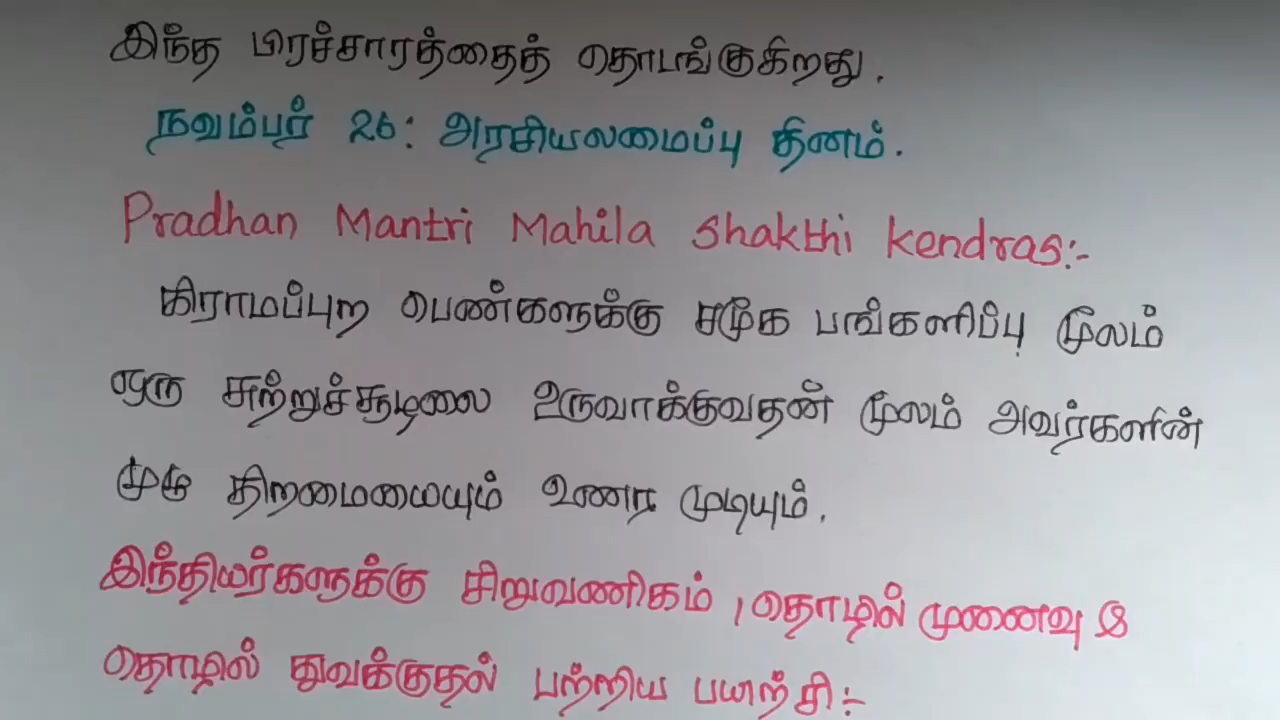 இந்த பிரச்சாரத்தைத் தொடங்குகிறது.
நவம்பர் 26: அரசியலமைப்பு தினம்.
Pradhan Mantri Mahila Shakthi Kendras:-
கிராமப்புற பெண்களுக்கு சமூக பங்களிப்பு மூலம்
ஒரு சுற்றுச்சூழலை உருவாக்குவதன் மூலம் அவர்களின்
முழு திறமைமையும் உணர முடியும்.
இந்தியர்களுக்கு சிறுவணிகம், தொழில் முனைவு &
தொழில் துவக்குதல் பற்றிய பயிற்சி:-